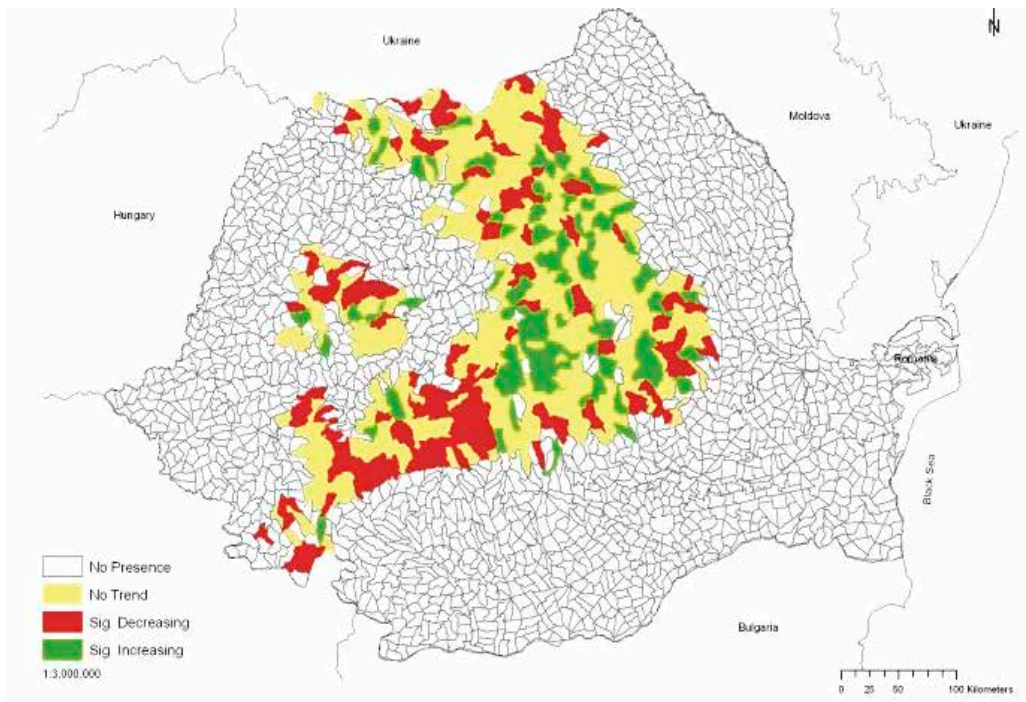 Ukraine
N
Moldova
Ukraine
Hungary
Romania
Black Sea
No Presence
No Trend
Sig. Decreasing
Sig. Increasing
1:3,000,000
Bulgaria
0 25 50 100 Kilometers